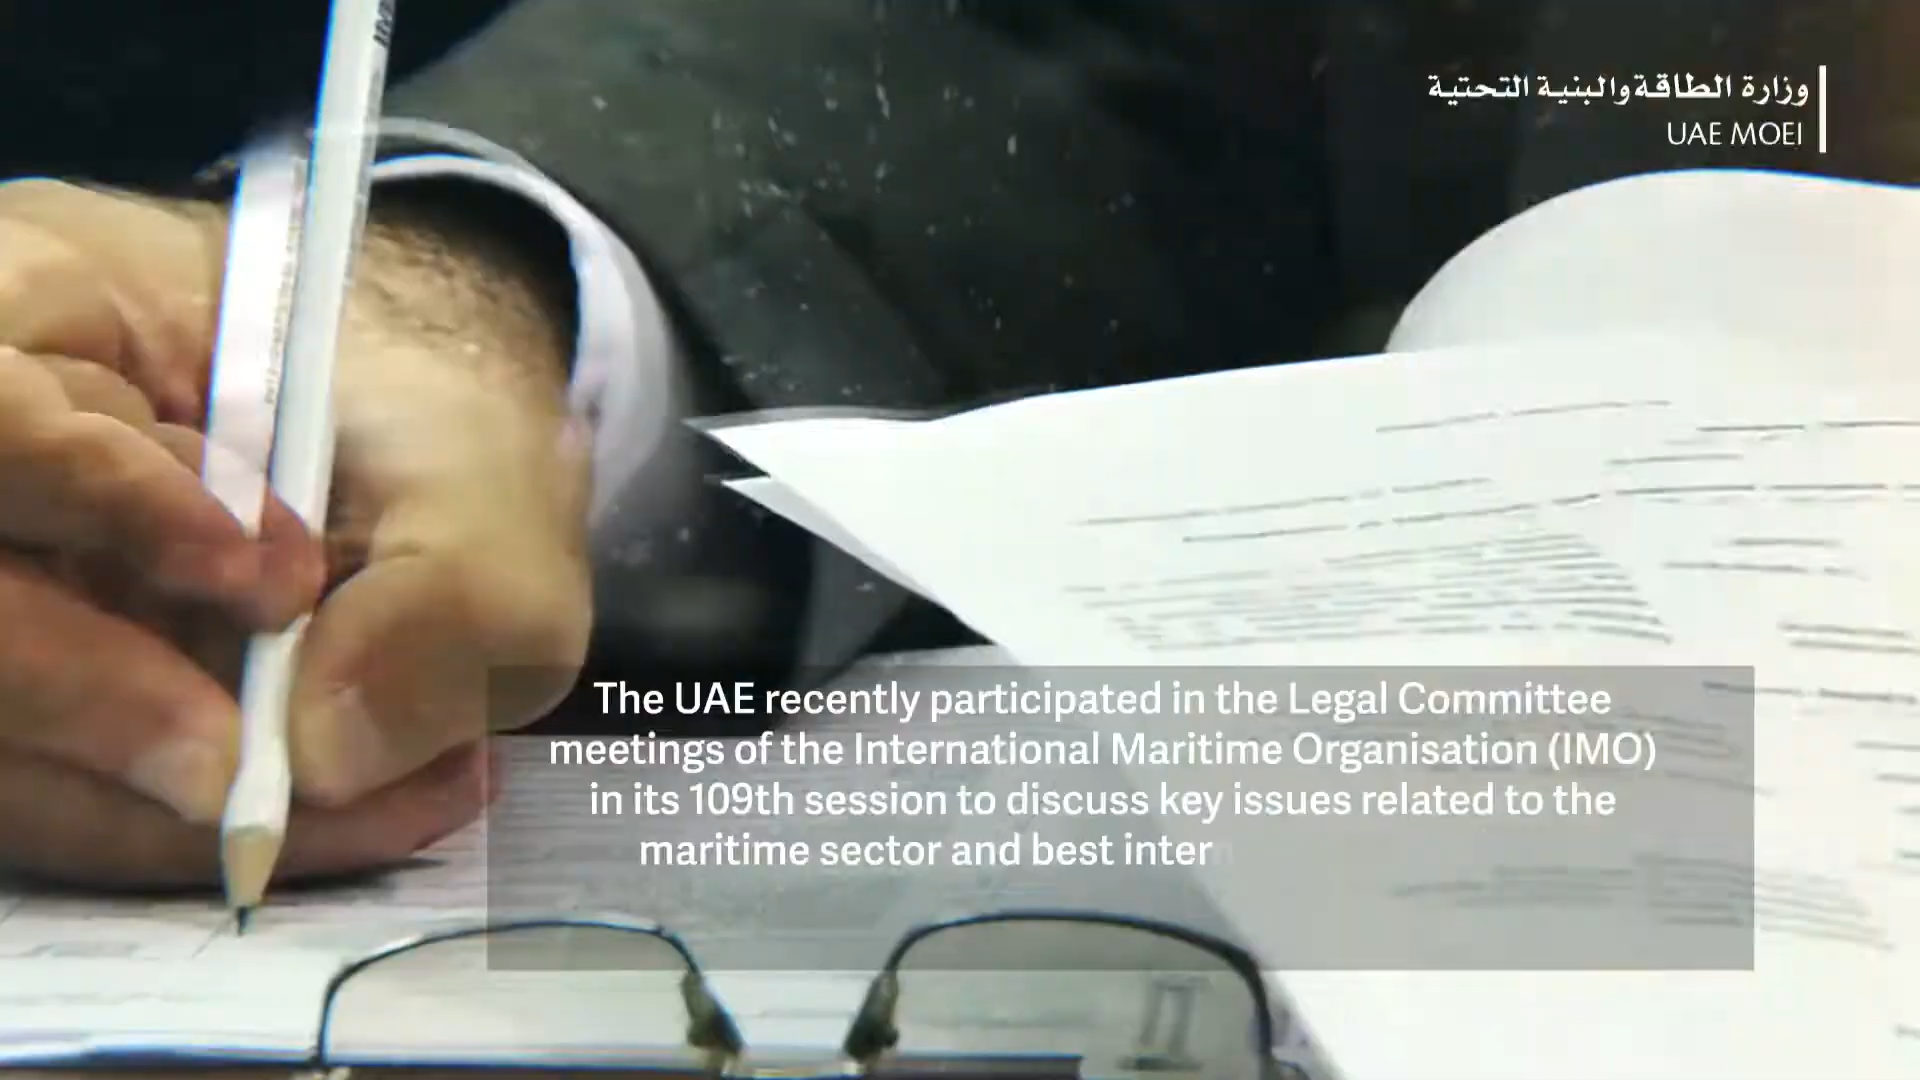 وزارة الطاقة والبنية التحتية
UAE MOEI
The UAE recently participated in the Legal Committee
meetings of the International Maritime Organisation (IMO)
in its 109th session to discuss key issues related to the
maritime sector and best inter